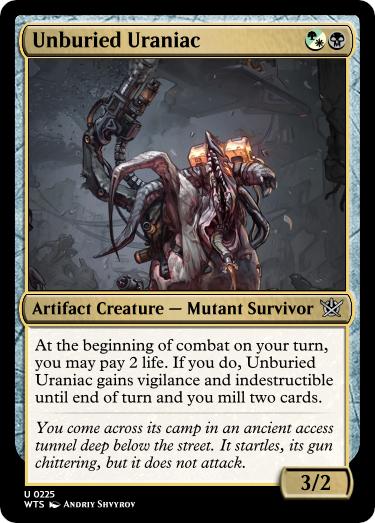 Unburied Uraniac
Artifact Creature — Mutant Survivor
At the beginning of combat on your turn,
you may pay 2 life. If you do, Unburied
Uraniac gains vigilance and indestructible
until end of turn and you mill two cards.
You come across its camp in an ancient access
tunnel deep below the street. It startles, its gun
chittering, but it does not attack.
3/2
U 0225
WTS Andriy Shvyrov